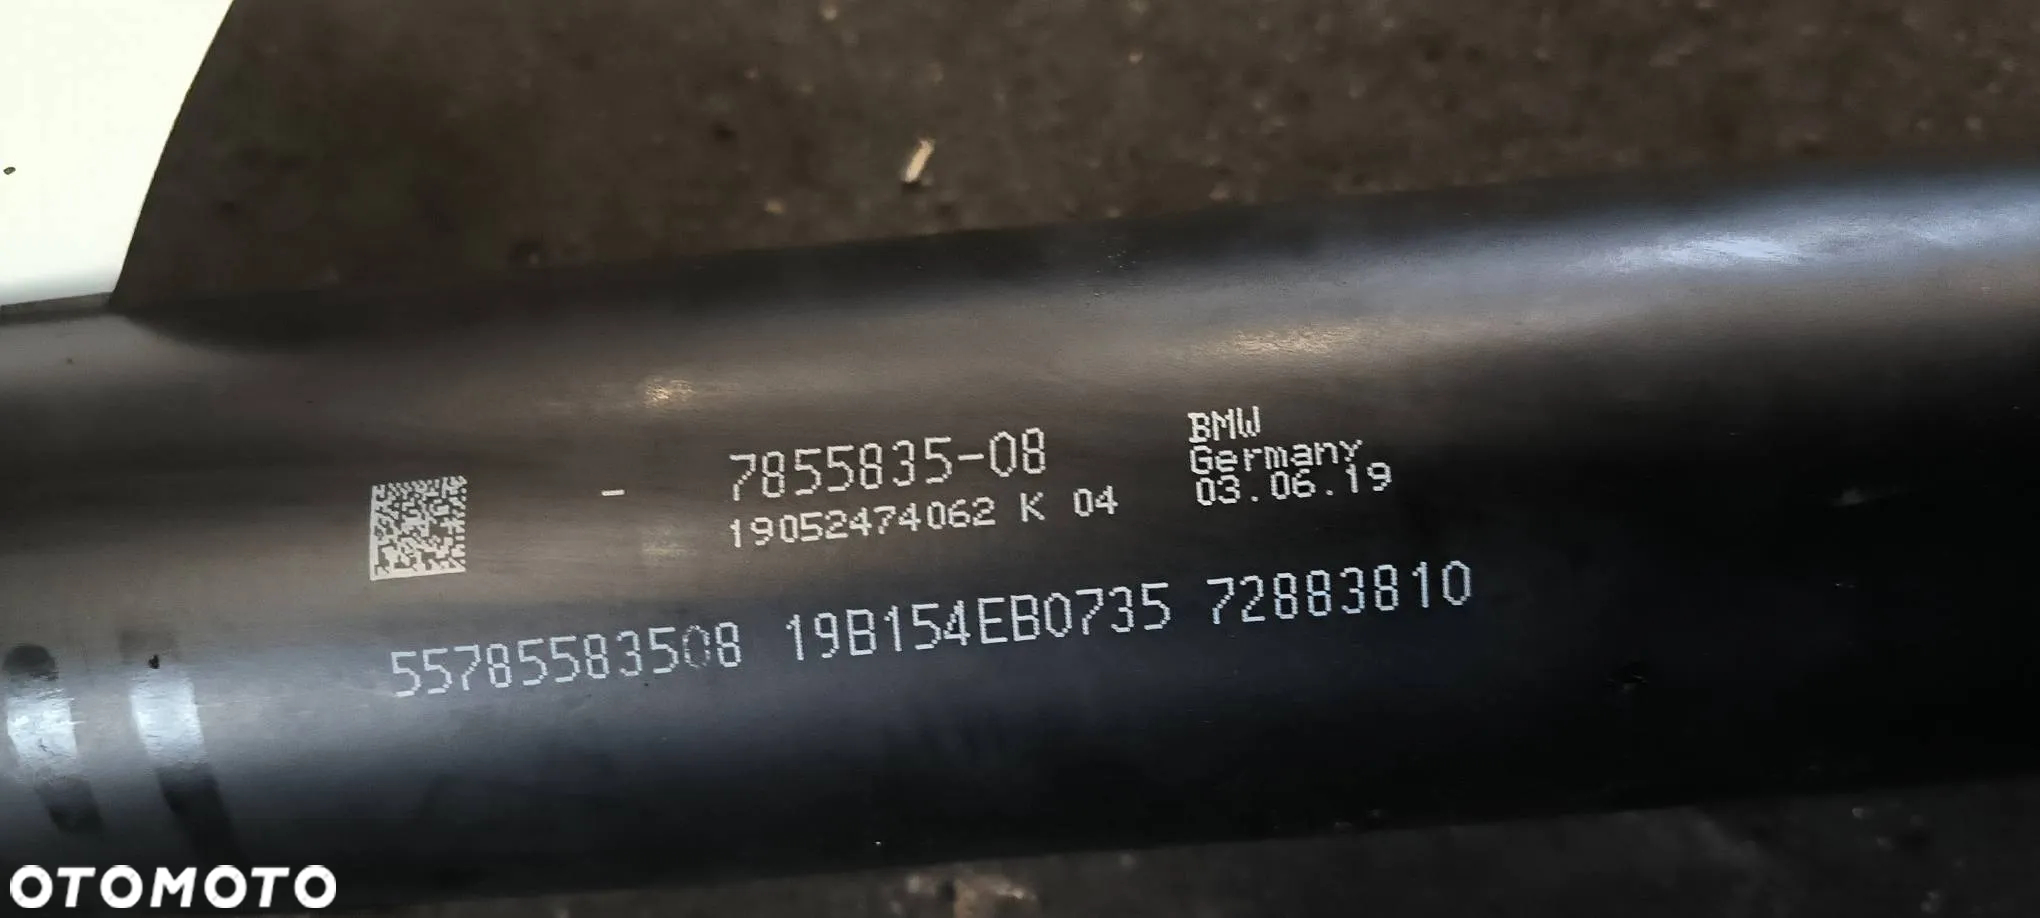 - 7855835-08
19052474062 K 04
BMW
Germany
03.06.19
55785583508 19B154EB0735 72883810
OTOMOTO